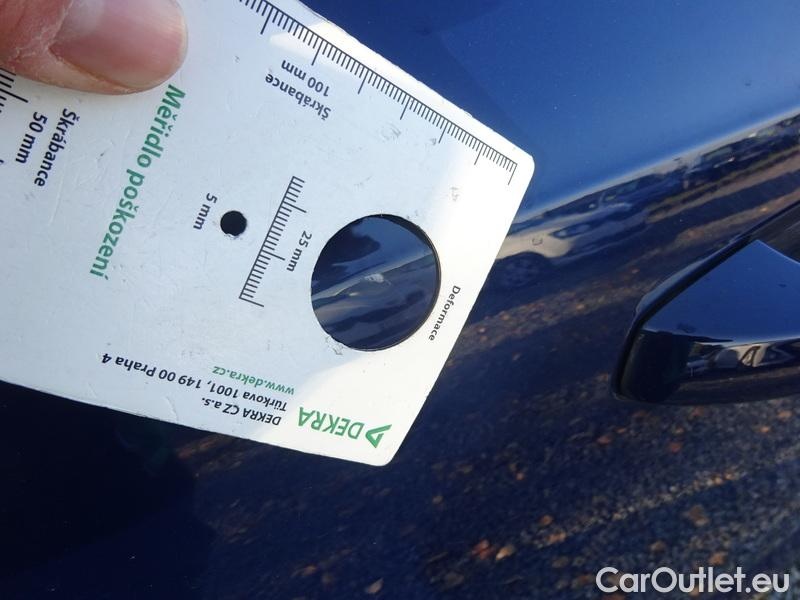 Škrábance
100 mm
Škrábance
50 mm
Měřidlo poškození
5 mm
25 mm
Deformace
DEKRA
DEKRA CZ a.s.
Türkova 1001, 149 00 Praha 4
www.dekra.cz
CarOutlet.eu